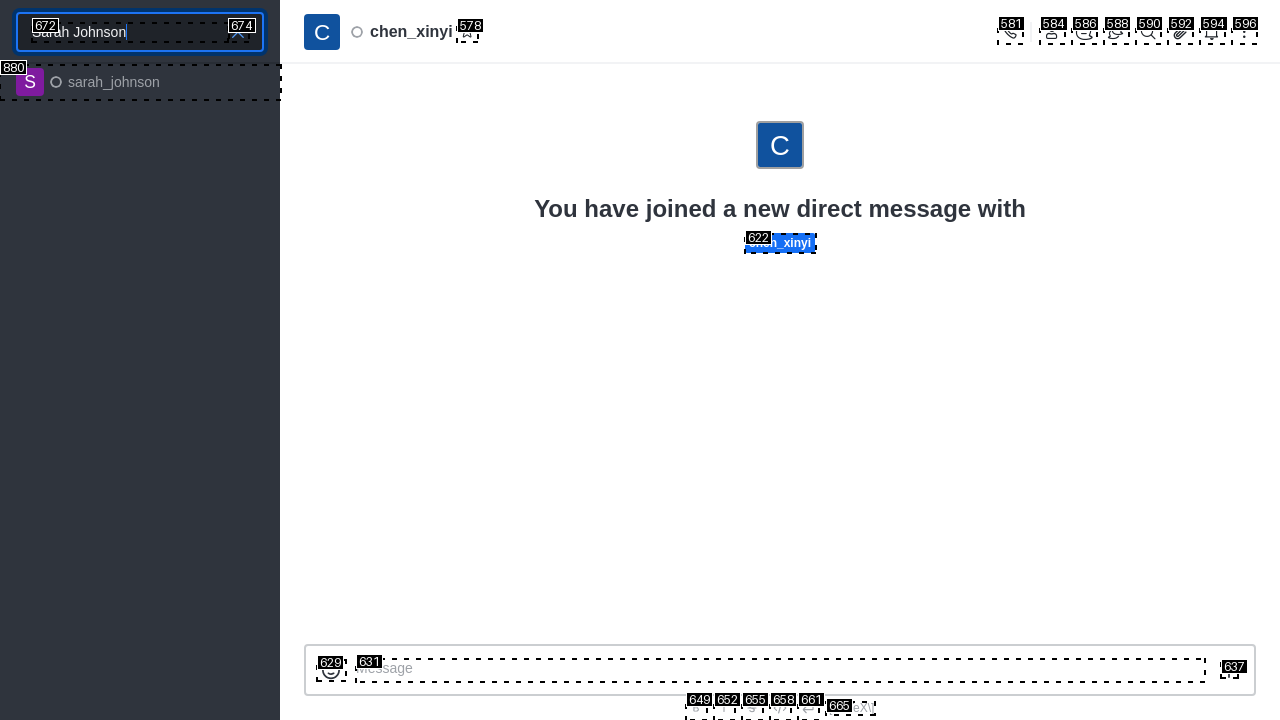 672
Sarah Johnson
674
880
S
sarah_johnson
C
chen_xinyi
578
581
584
586
588
590
592
594
596
C
You have joined a new direct message with
622
chen_xinyi
629
631
Message
637
649
652
655
658
661
665